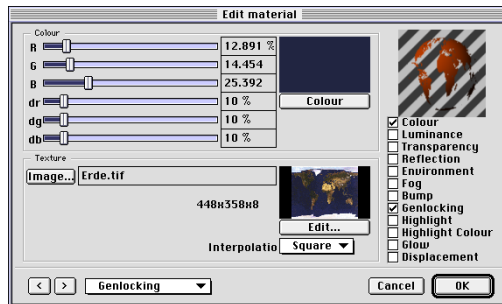 Edit material
Colour
R 12.891 %
G 14.454
B 25.392
dr 10 %
dg 10 %
db 10 %
Colour
Texture
Image... Erde.tif
448x358x8
Edit...
Interpolatio Square
Colour
Luminance
Transparency
Reflection
Environment
Fog
Bump
Genlocking
Highlight
Highlight Colour
Glow
Displacement
< > Genlocking
Cancel OK